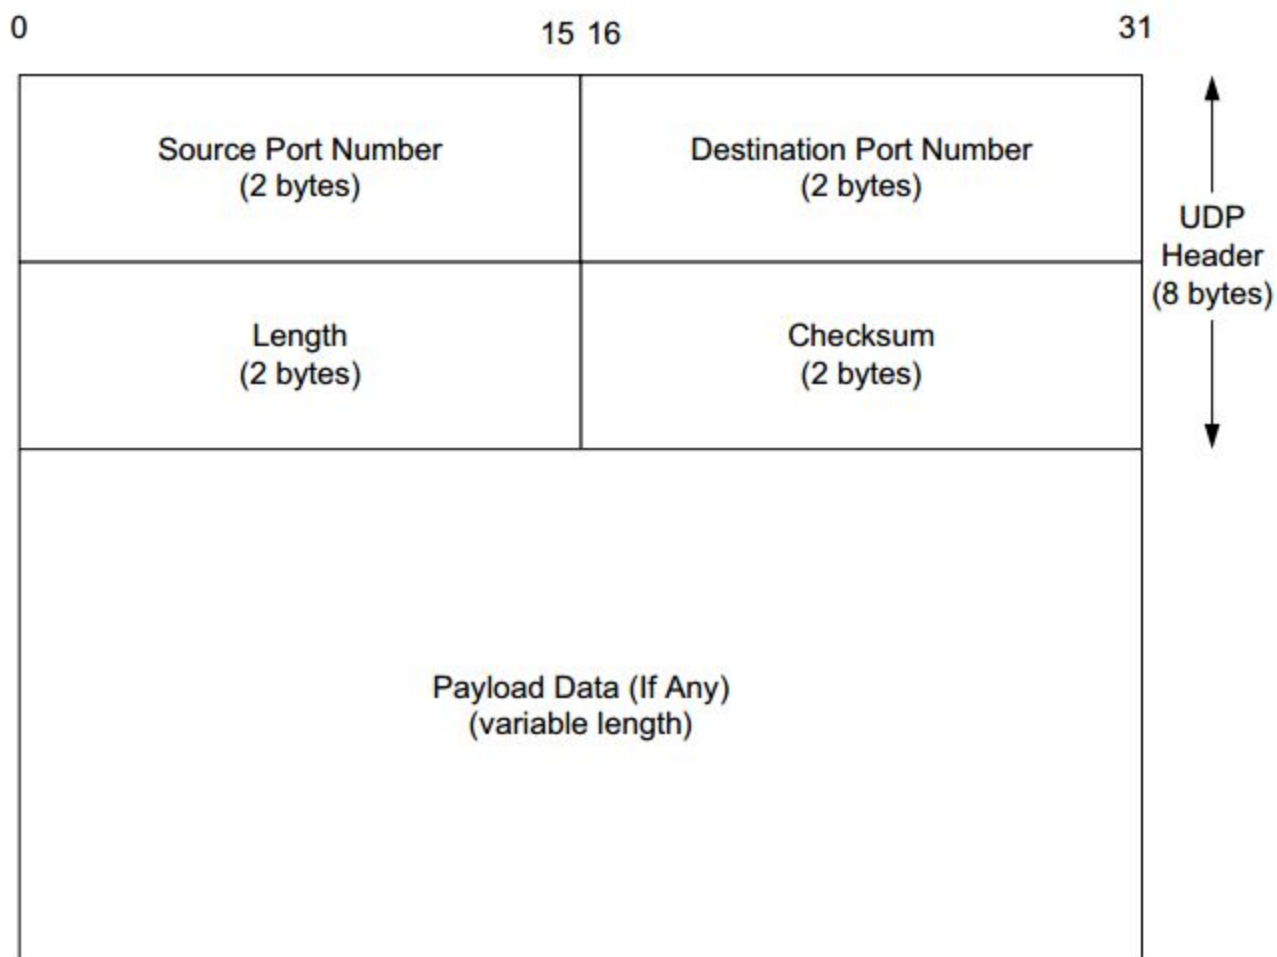 0 15 16 31
Source Port Number
(2 bytes)
Destination Port Number
(2 bytes)
UDP
Header
(8 bytes)
Length
(2 bytes)
Checksum
(2 bytes)
Payload Data (If Any)
(variable length)